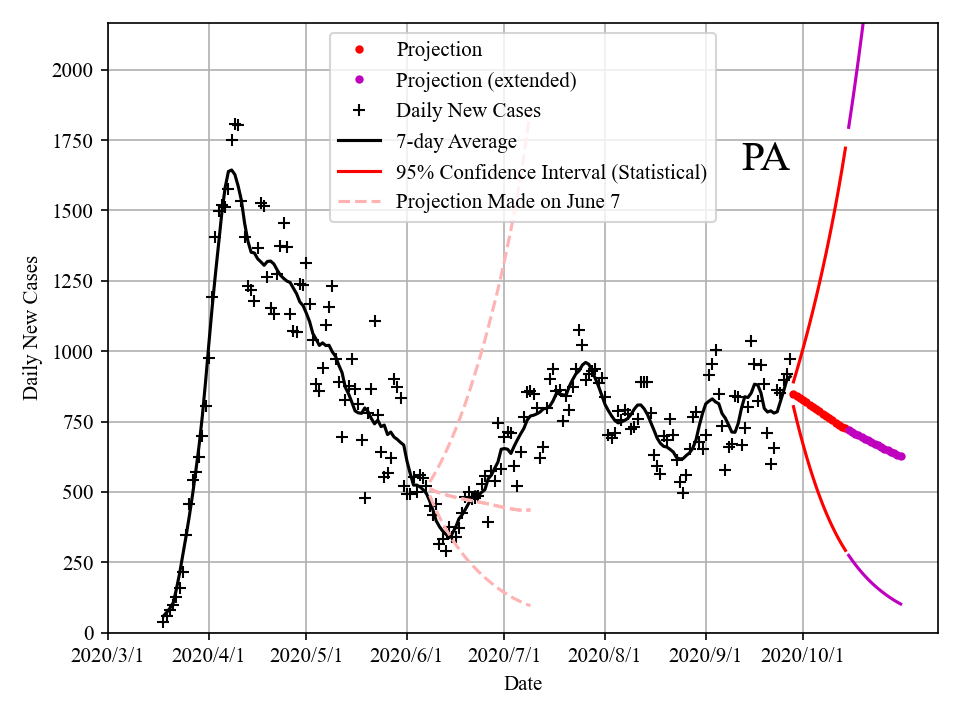 Projection
Projection (extended)
Daily New Cases
7-day Average
95% Confidence Interval (Statistical)
Projection Made on June 7
PA
Daily New Cases
2000
1750
1500
1250
1000
750
500
250
0
2020/3/1 2020/4/1 2020/5/1 2020/6/1 2020/7/1 2020/8/1 2020/9/1 2020/10/1
Date